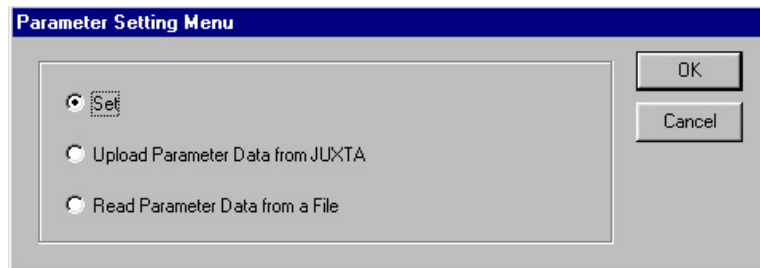 Parameter Setting Menu
OK
Set
Cancel
Upload Parameter Data from JUXTA
Read Parameter Data from a File